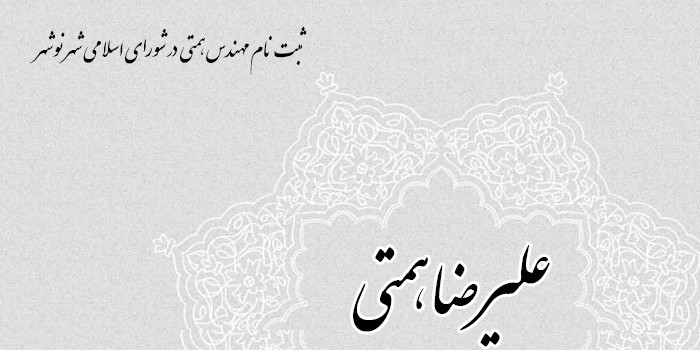 ثبت نام مهندس همتی در شورای اسلامی شهر نوشهر
علیرضا همتی